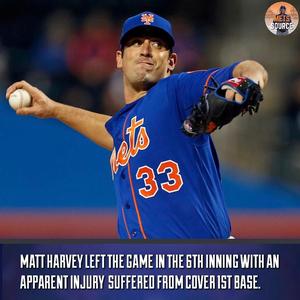 METS
SOURCE
Mets
33
MATT HARVEY LEFT THE GAME IN THE 6TH INNING WITH AN
APPARENT INJURY SUFFERED FROM COVER 1ST BASE.